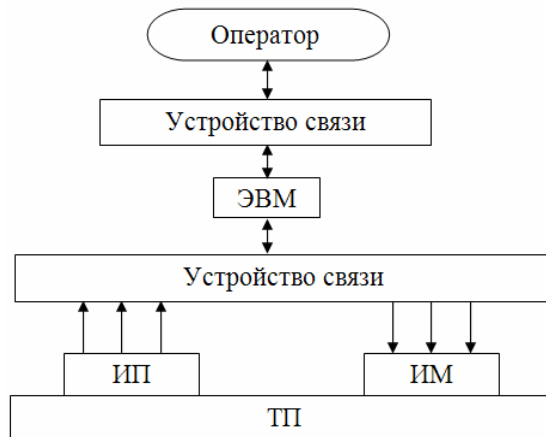 Оператор
Устройство связи
ЭВМ
Устройство связи
ИП
ИМ
ТП